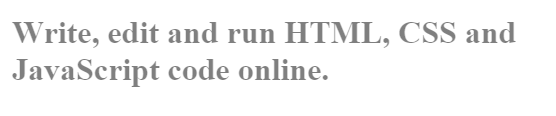 Write, edit and run HTML, CSS and
JavaScript code online.